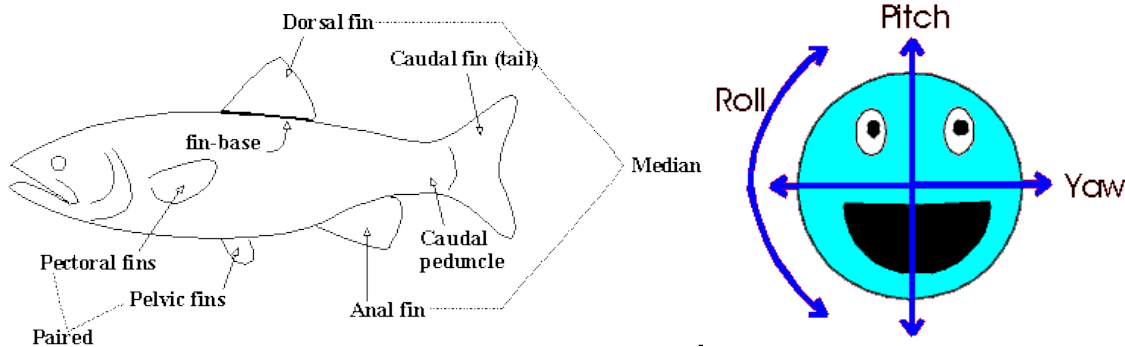 Dorsal fin
Caudal fin (tail)
fin-base
Median
Pectoral fins
Caudal
peduncle
Pelvic fins
Anal fin
Paired
Pitch
Roll
Yaw